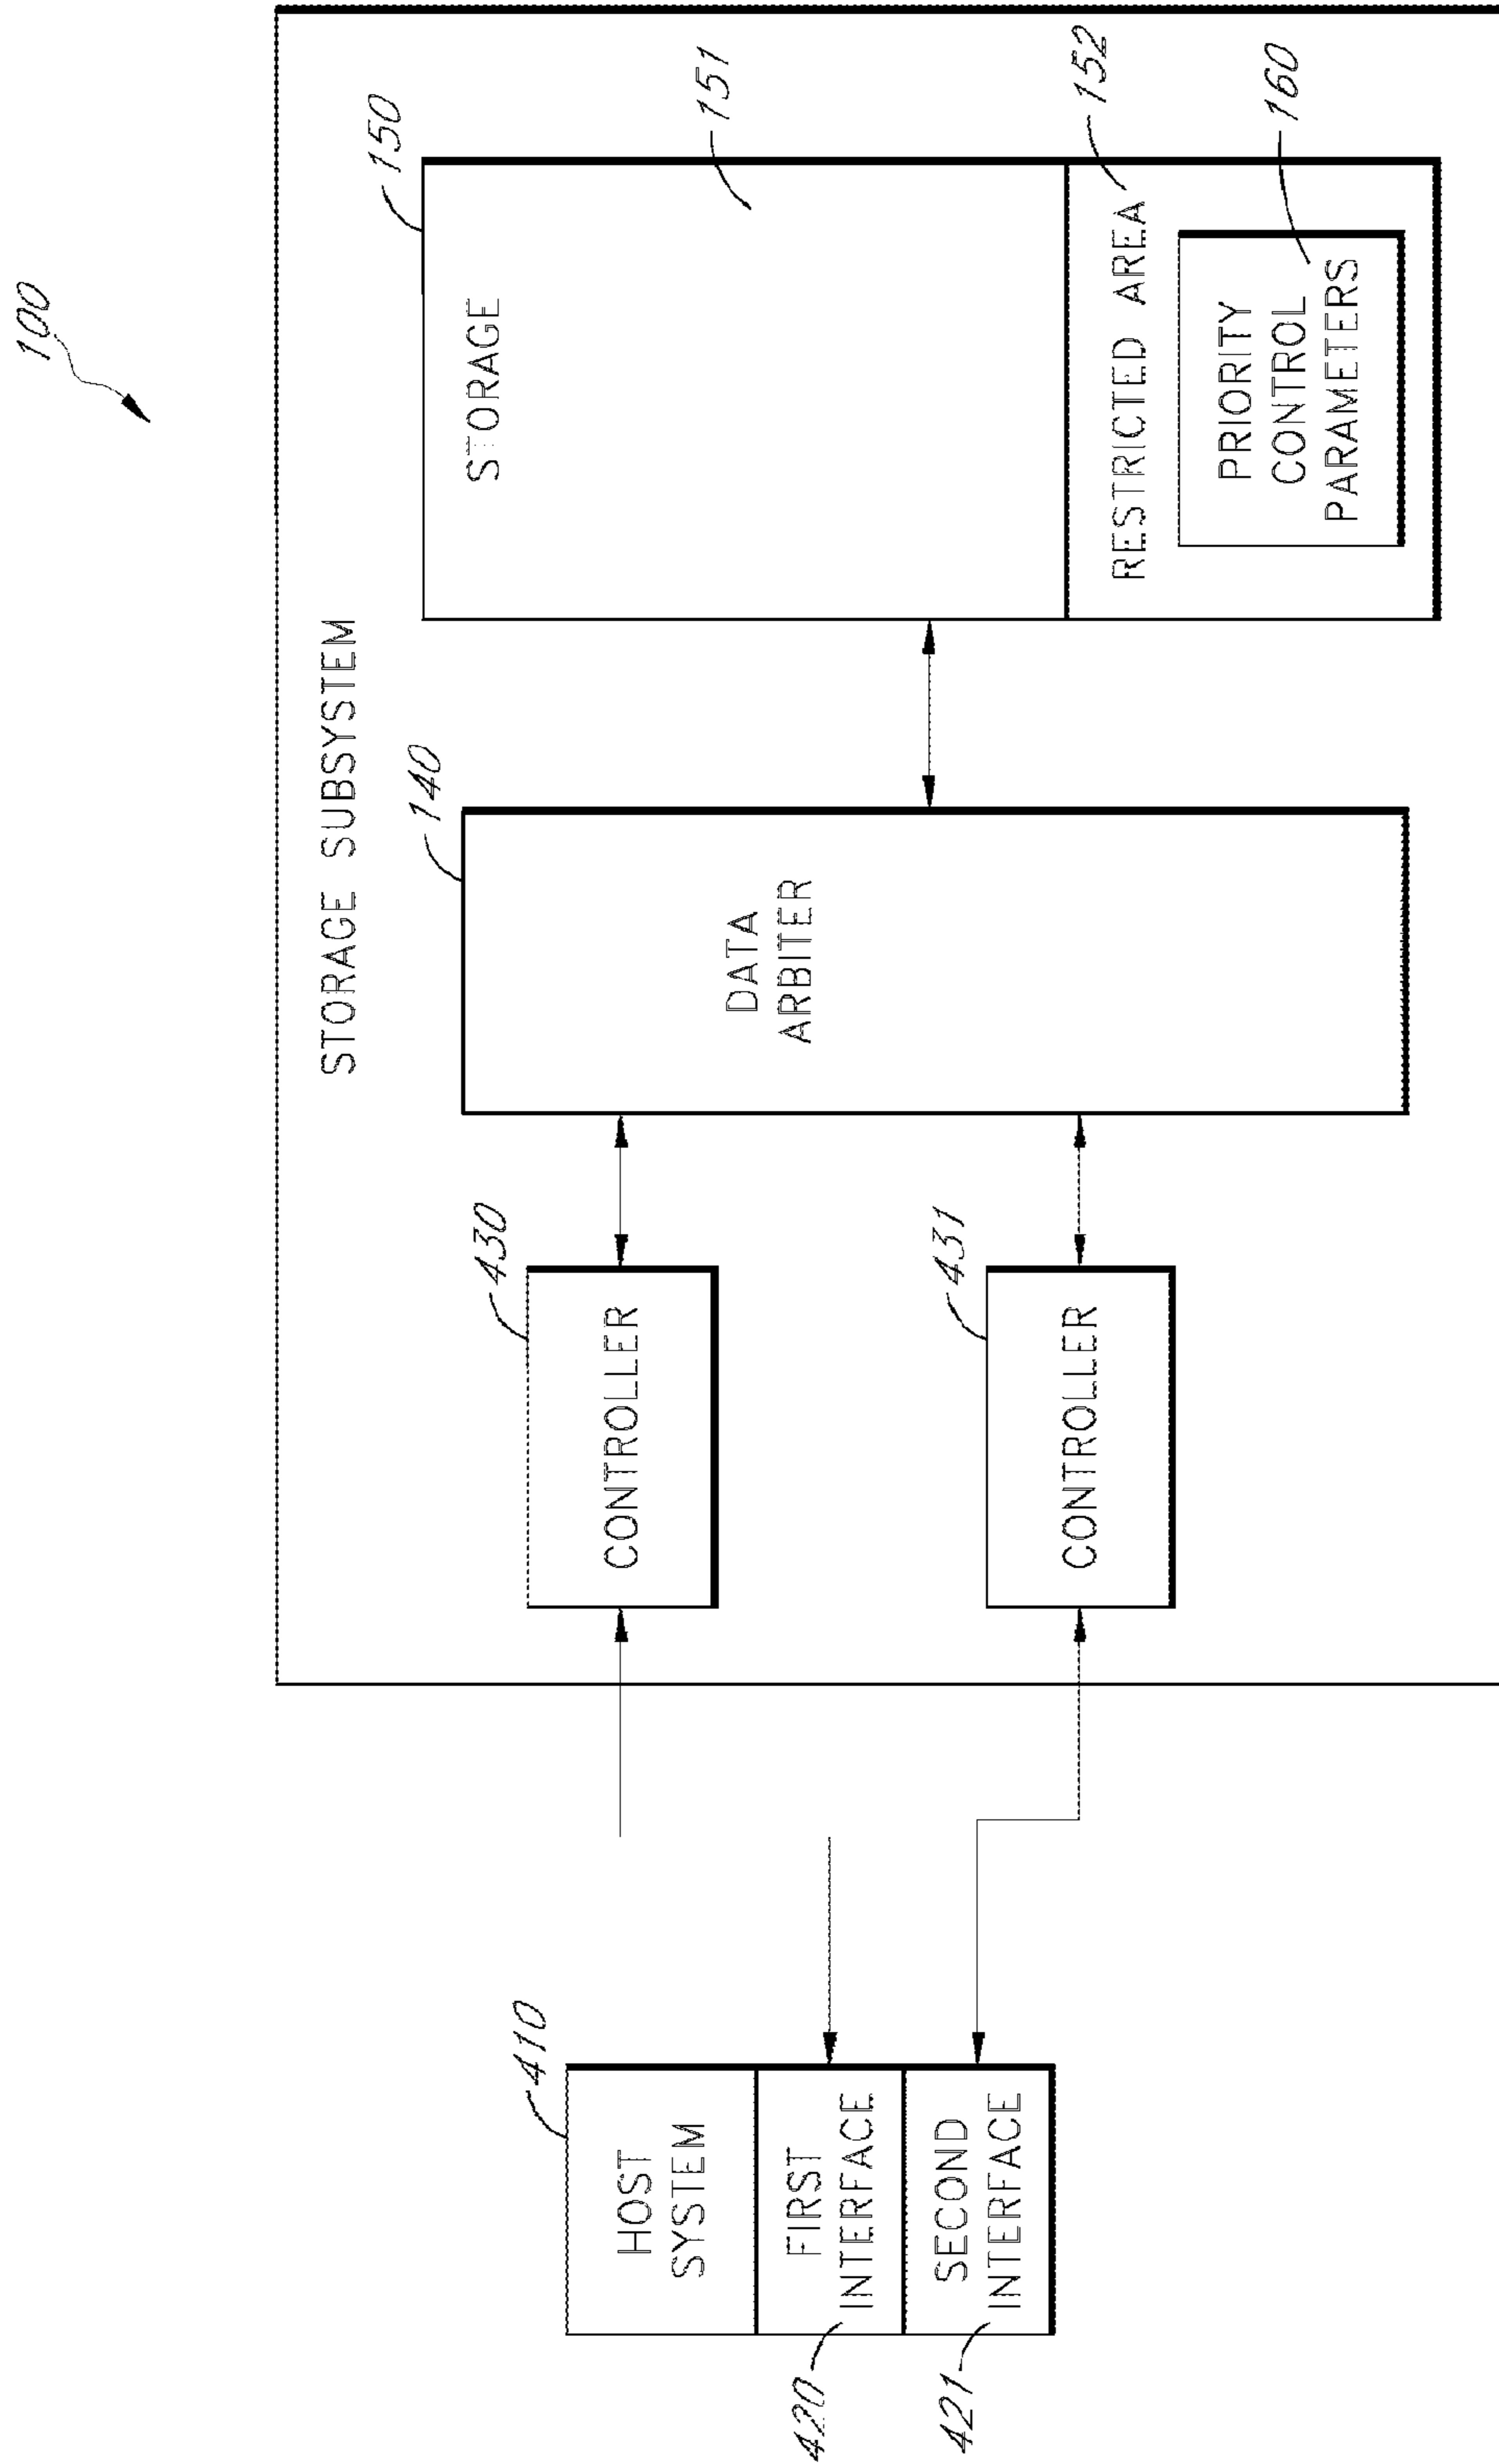 100
STORAGE SUBSYSTEM
410
HOST
SYSTEM
FIRST
INTERFACE
420
SECOND
INTERFACE
421
430
CONTROLLER
431
CONTROLLER
140
DATA
ARBITER
150
STORAGE
151
RESTRICTED AREA
152
PRIORITY
CONTROL
PARAMETERS
160